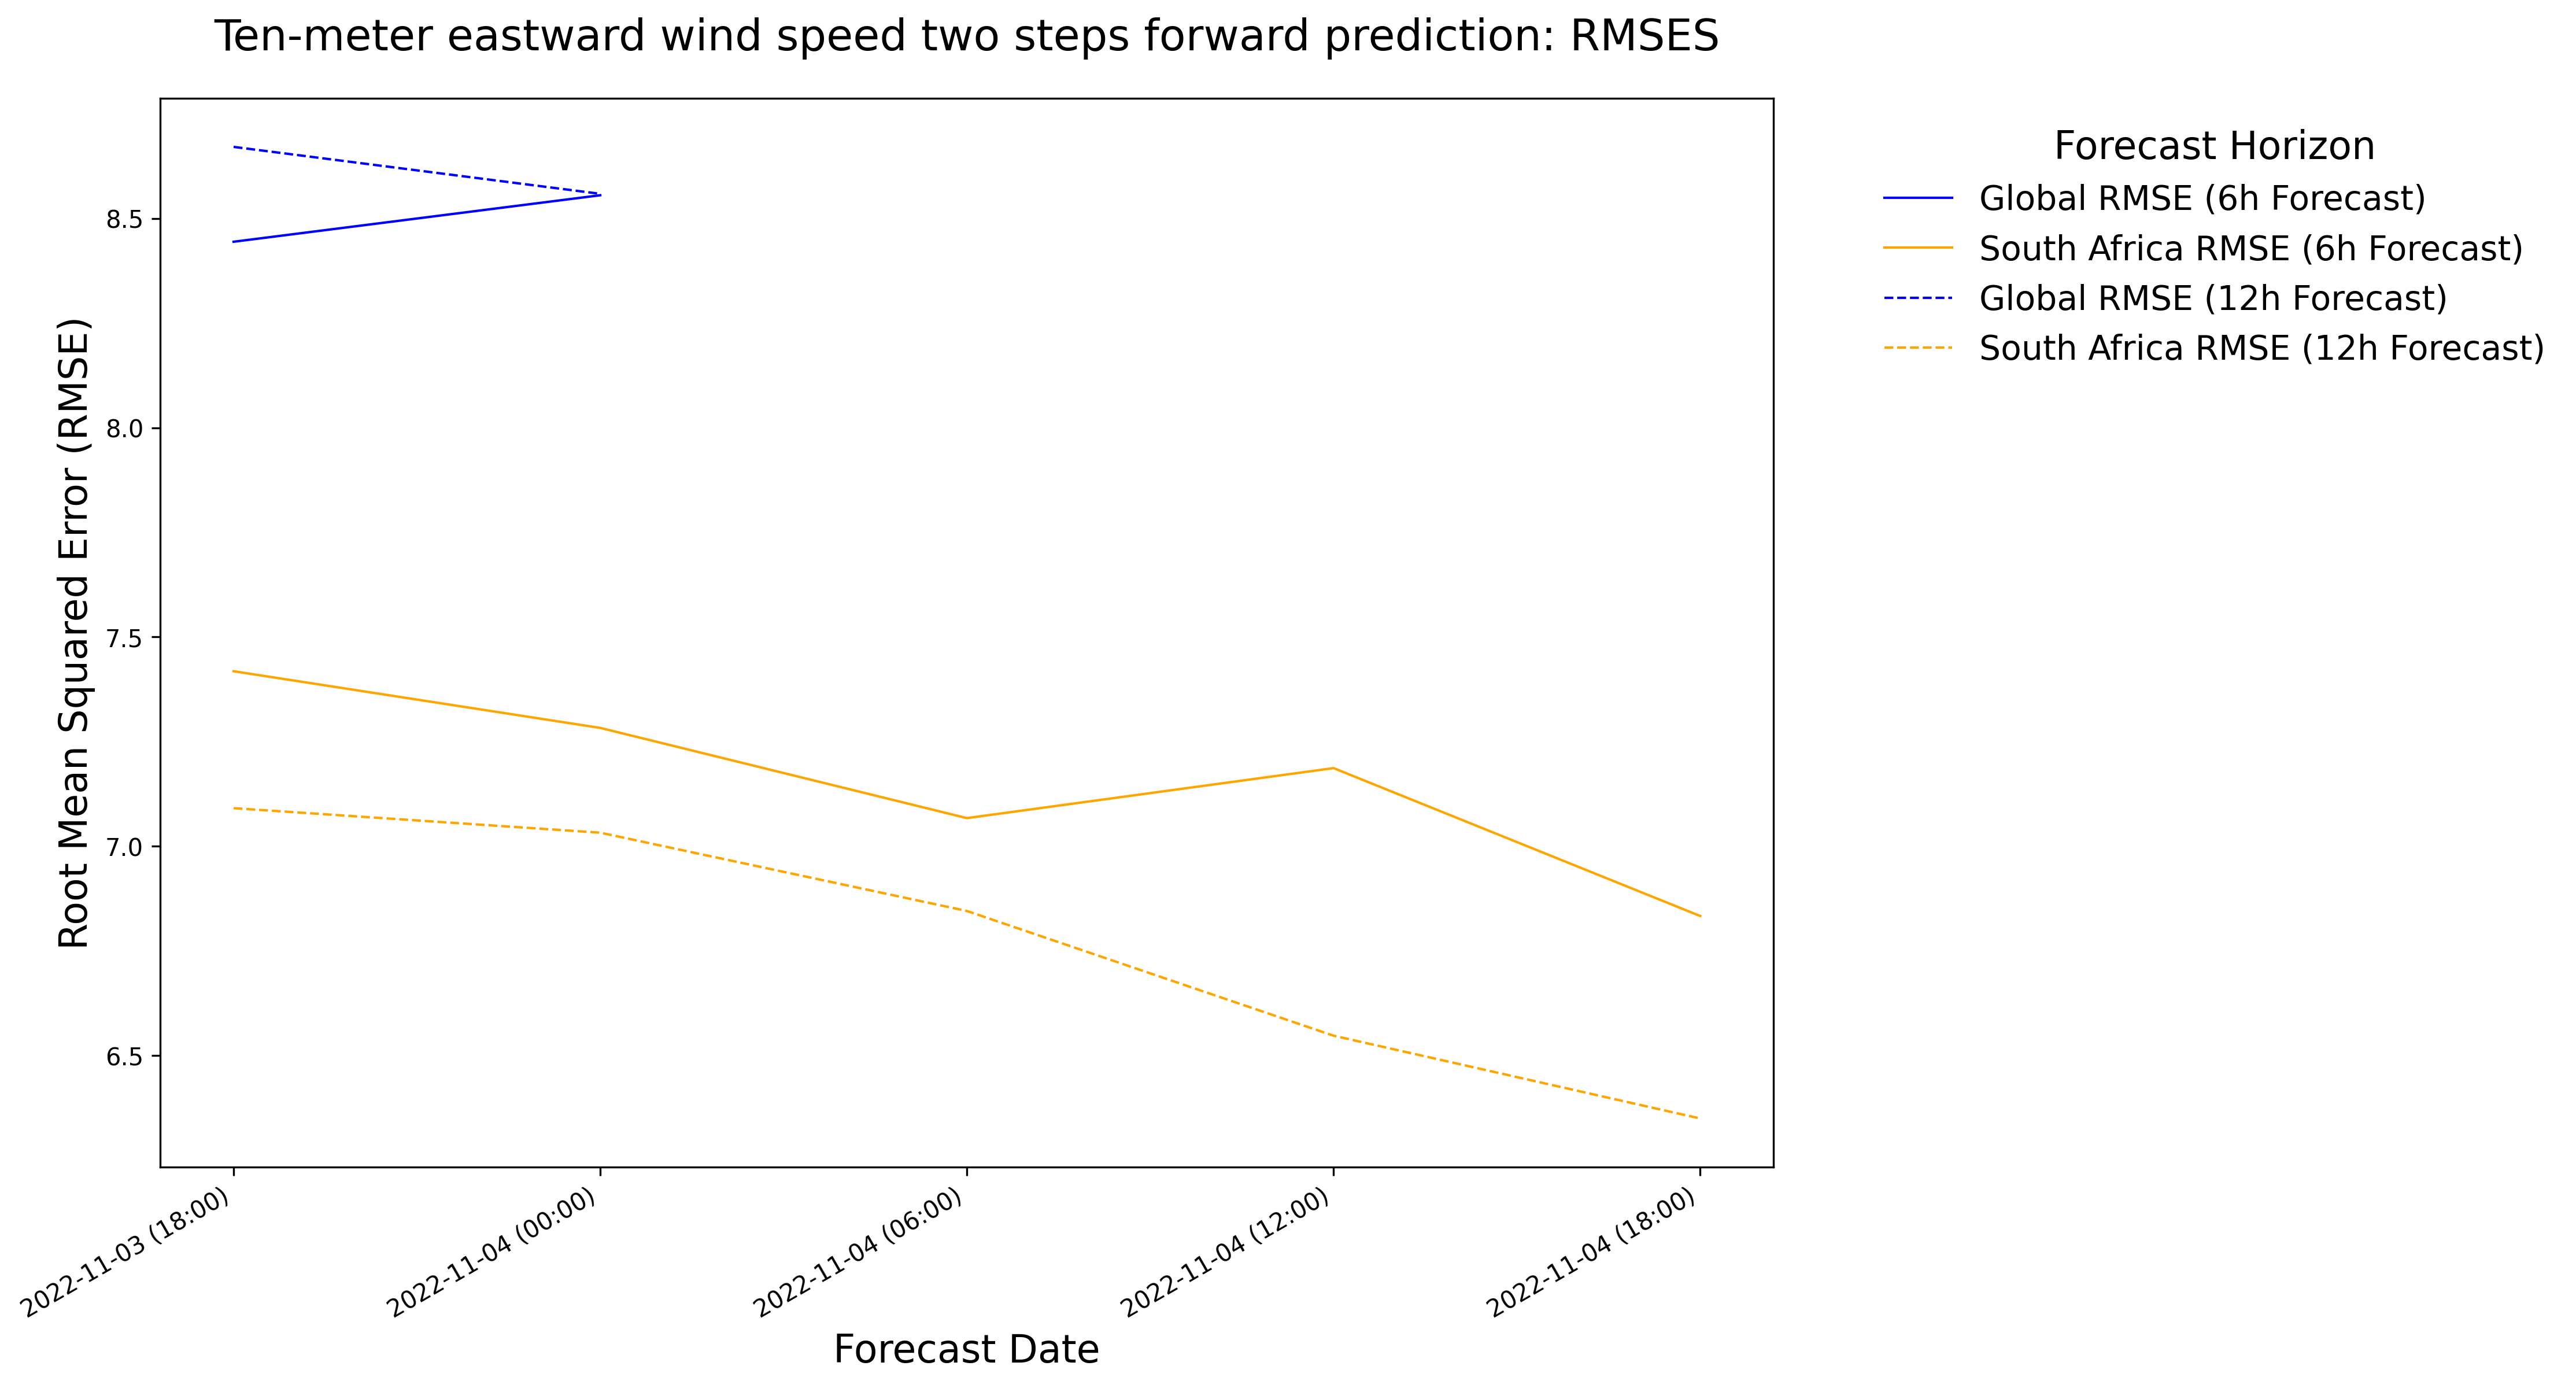 Ten-meter eastward wind speed two steps forward prediction: RMSES
Root Mean Squared Error (RMSE)
8.5
8.0
7.5
7.0
6.5
2022-11-03 (18:00)
2022-11-04 (00:00)
2022-11-04 (06:00)
2022-11-04 (12:00)
2022-11-04 (18:00)
Forecast Date
Forecast Horizon
Global RMSE (6h Forecast)
South Africa RMSE (6h Forecast)
Global RMSE (12h Forecast)
South Africa RMSE (12h Forecast)